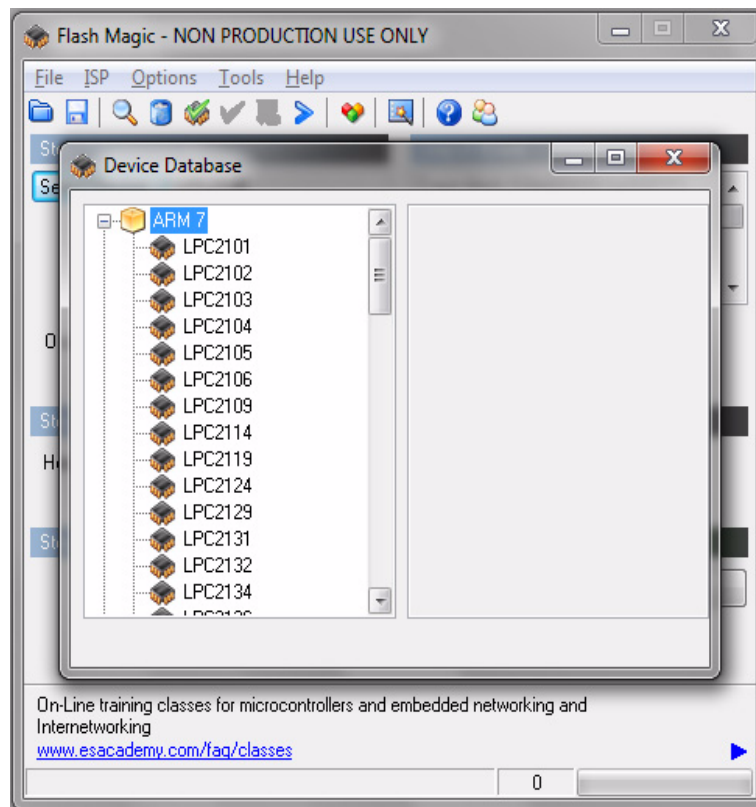 Flash Magic - NON PRODUCTION USE ONLY
File ISP Options Tools Help
Device Database
ARM 7
LPC2101
LPC2102
LPC2103
LPC2104
LPC2105
LPC2106
LPC2109
LPC2114
LPC2119
LPC2124
LPC2129
LPC2131
LPC2132
LPC2134
On-Line training classes for microcontrollers and embedded networking and
Internetworking
www.esacademy.com/faq/classes
0